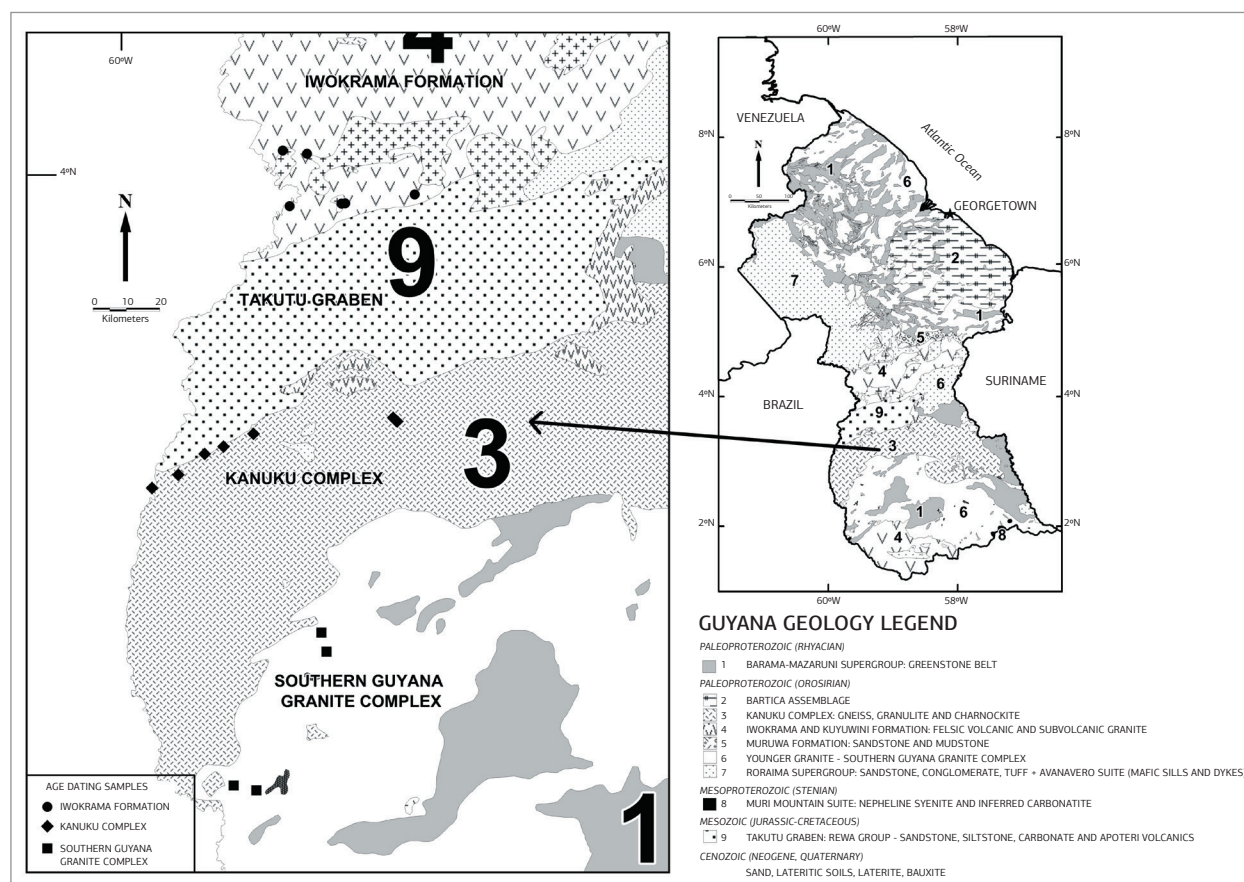 60ºW
4
IWOKRAMA FORMATION
4ºN
N
0 10 20
Kilometers
9
TAKUTU GRABEN
3
KANUKU COMPLEX
SOUTHERN GUYANA
GRANITE COMPLEX
1
AGE DATING SAMPLES
IWOKRAMA FORMATION
KANUKU COMPLEX
SOUTHERN GUYANA
GRANITE COMPLEX
60ºW 58ºW
VENEZUELA
8ºN 8ºN
Atlantic Ocean
N
0 50 100
Kilometers
1
6
GEORGETOWN
6ºN 6ºN
7
2
1
5
SURINAME
4
6
4ºN 4ºN
BRAZIL
9
3
1
6
2ºN 2ºN
4
8
60ºW 58ºW
GUYANA GEOLOGY LEGEND
PALEOPROTEROZOIC (RHYACIAN)
1 BARAMA-MAZARUNI SUPERGROUP: GREENSTONE BELT
PALEOPROTEROZOIC (OROSIRIAN)
2 BARTICA ASSEMBLAGE
3 KANUKU COMPLEX: GNEISS, GRANULITE AND CHARNOCKITE
4 IWOKRAMA AND KUYUWINI FORMATION: FELSIC VOLCANIC AND SUBVOLCANIC GRANITE
5 MURUWA FORMATION: SANDSTONE AND MUDSTONE
6 YOUNGER GRANITE - SOUTHERN GUYANA GRANITE COMPLEX
7 RORAIMA SUPERGROUP: SANDSTONE, CONGLOMERATE, TUFF + AVANAVERO SUITE (MAFIC SILLS AND DYKES)
MESOPROTEROZOIC (STENIAN)
8 MURI MOUNTAIN SUITE: NEPHELINE SYENITE AND INFERRED CARBONATITE
MESOZOIC (JURASSIC-CRETACEOUS)
9 TAKUTU GRABEN: REWA GROUP - SANDSTONE, SILTSTONE, CARBONATE AND APOTERI VOLCANICS
CENOZOIC (NEOGENE, QUATERNARY)
SAND, LATERITIC SOILS, LATERITE, BAUXITE